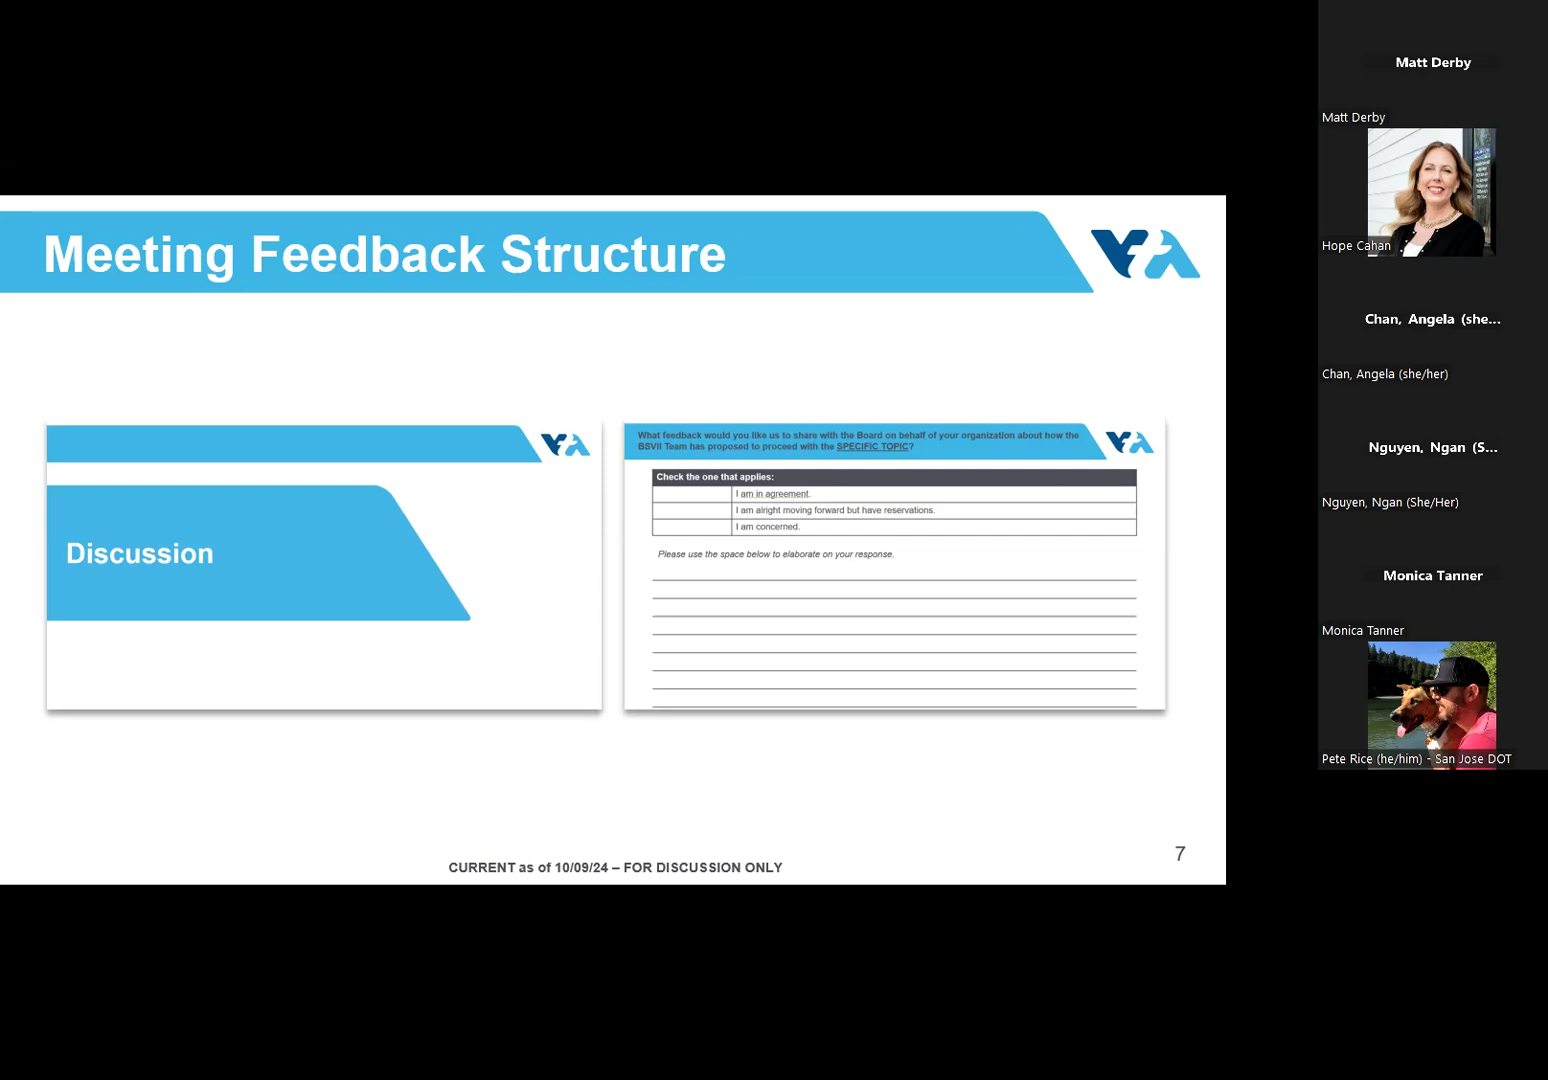 Meeting Feedback Structure
VTA
VTA
Discussion
VTA
What feedback would you like us to share with the Board on behalf of your organization about how the
BSVII Team has proposed to proceed with the SPECIFIC TOPIC?
Check the one that applies:
I am in agreement.
I am alright moving forward but have reservations.
I am concerned.
Please use the space below to elaborate on your response.
CURRENT as of 10/09/24 – FOR DISCUSSION ONLY
7
Matt Derby
Matt Derby
Hope Cahan
Chan, Angela (she...
Chan, Angela (she/her)
Nguyen, Ngan (S...
Nguyen, Ngan (She/Her)
Monica Tanner
Monica Tanner
Pete Rice (he/him) - San Jose DOT